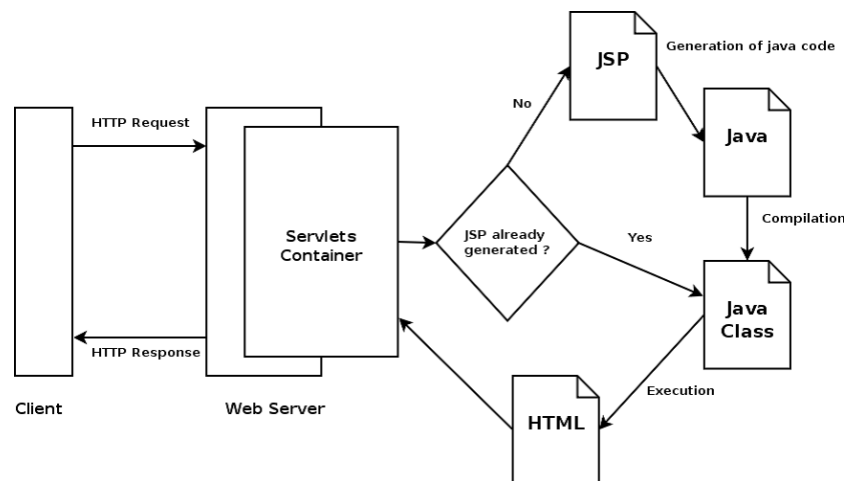 JSP
Generation of java code
No
HTTP Request
Java
Servlets
Container
JSP already
generated ?
Yes
Compilation
Java
Class
HTTP Response
Execution
Client
Web Server
HTML